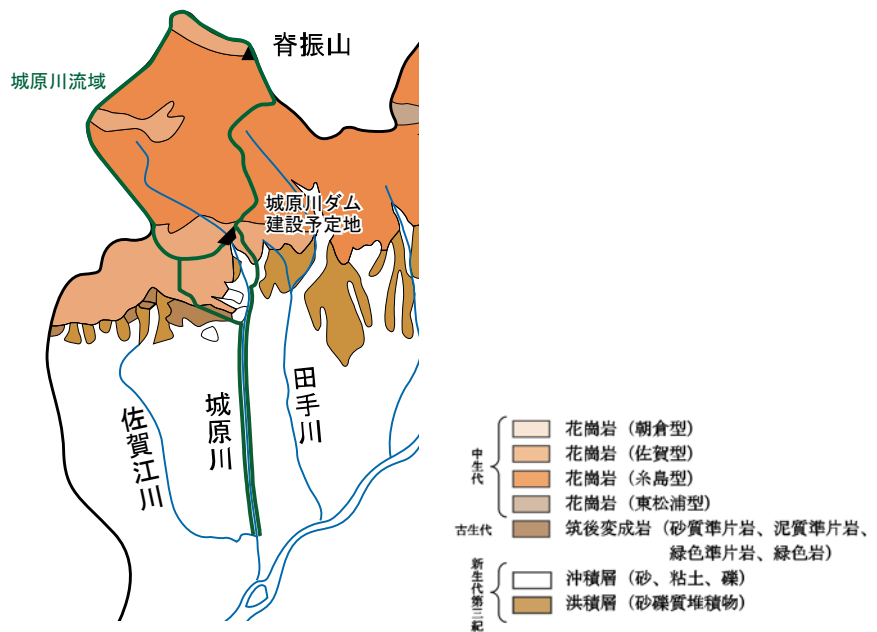 脊振山
城原川流域
城原川ダム
建設予定地
佐賀江川
城原川
田手川
中生代
花崗岩（朝倉型）
花崗岩（佐賀型）
花崗岩（糸島型）
花崗岩（東松浦型）
古生代
筑後変成岩（砂質準片岩、泥質準片岩、
緑色準片岩、緑色岩）
新生代第三紀
沖積層（砂、粘土、礫）
洪積層（砂礫質堆積物）